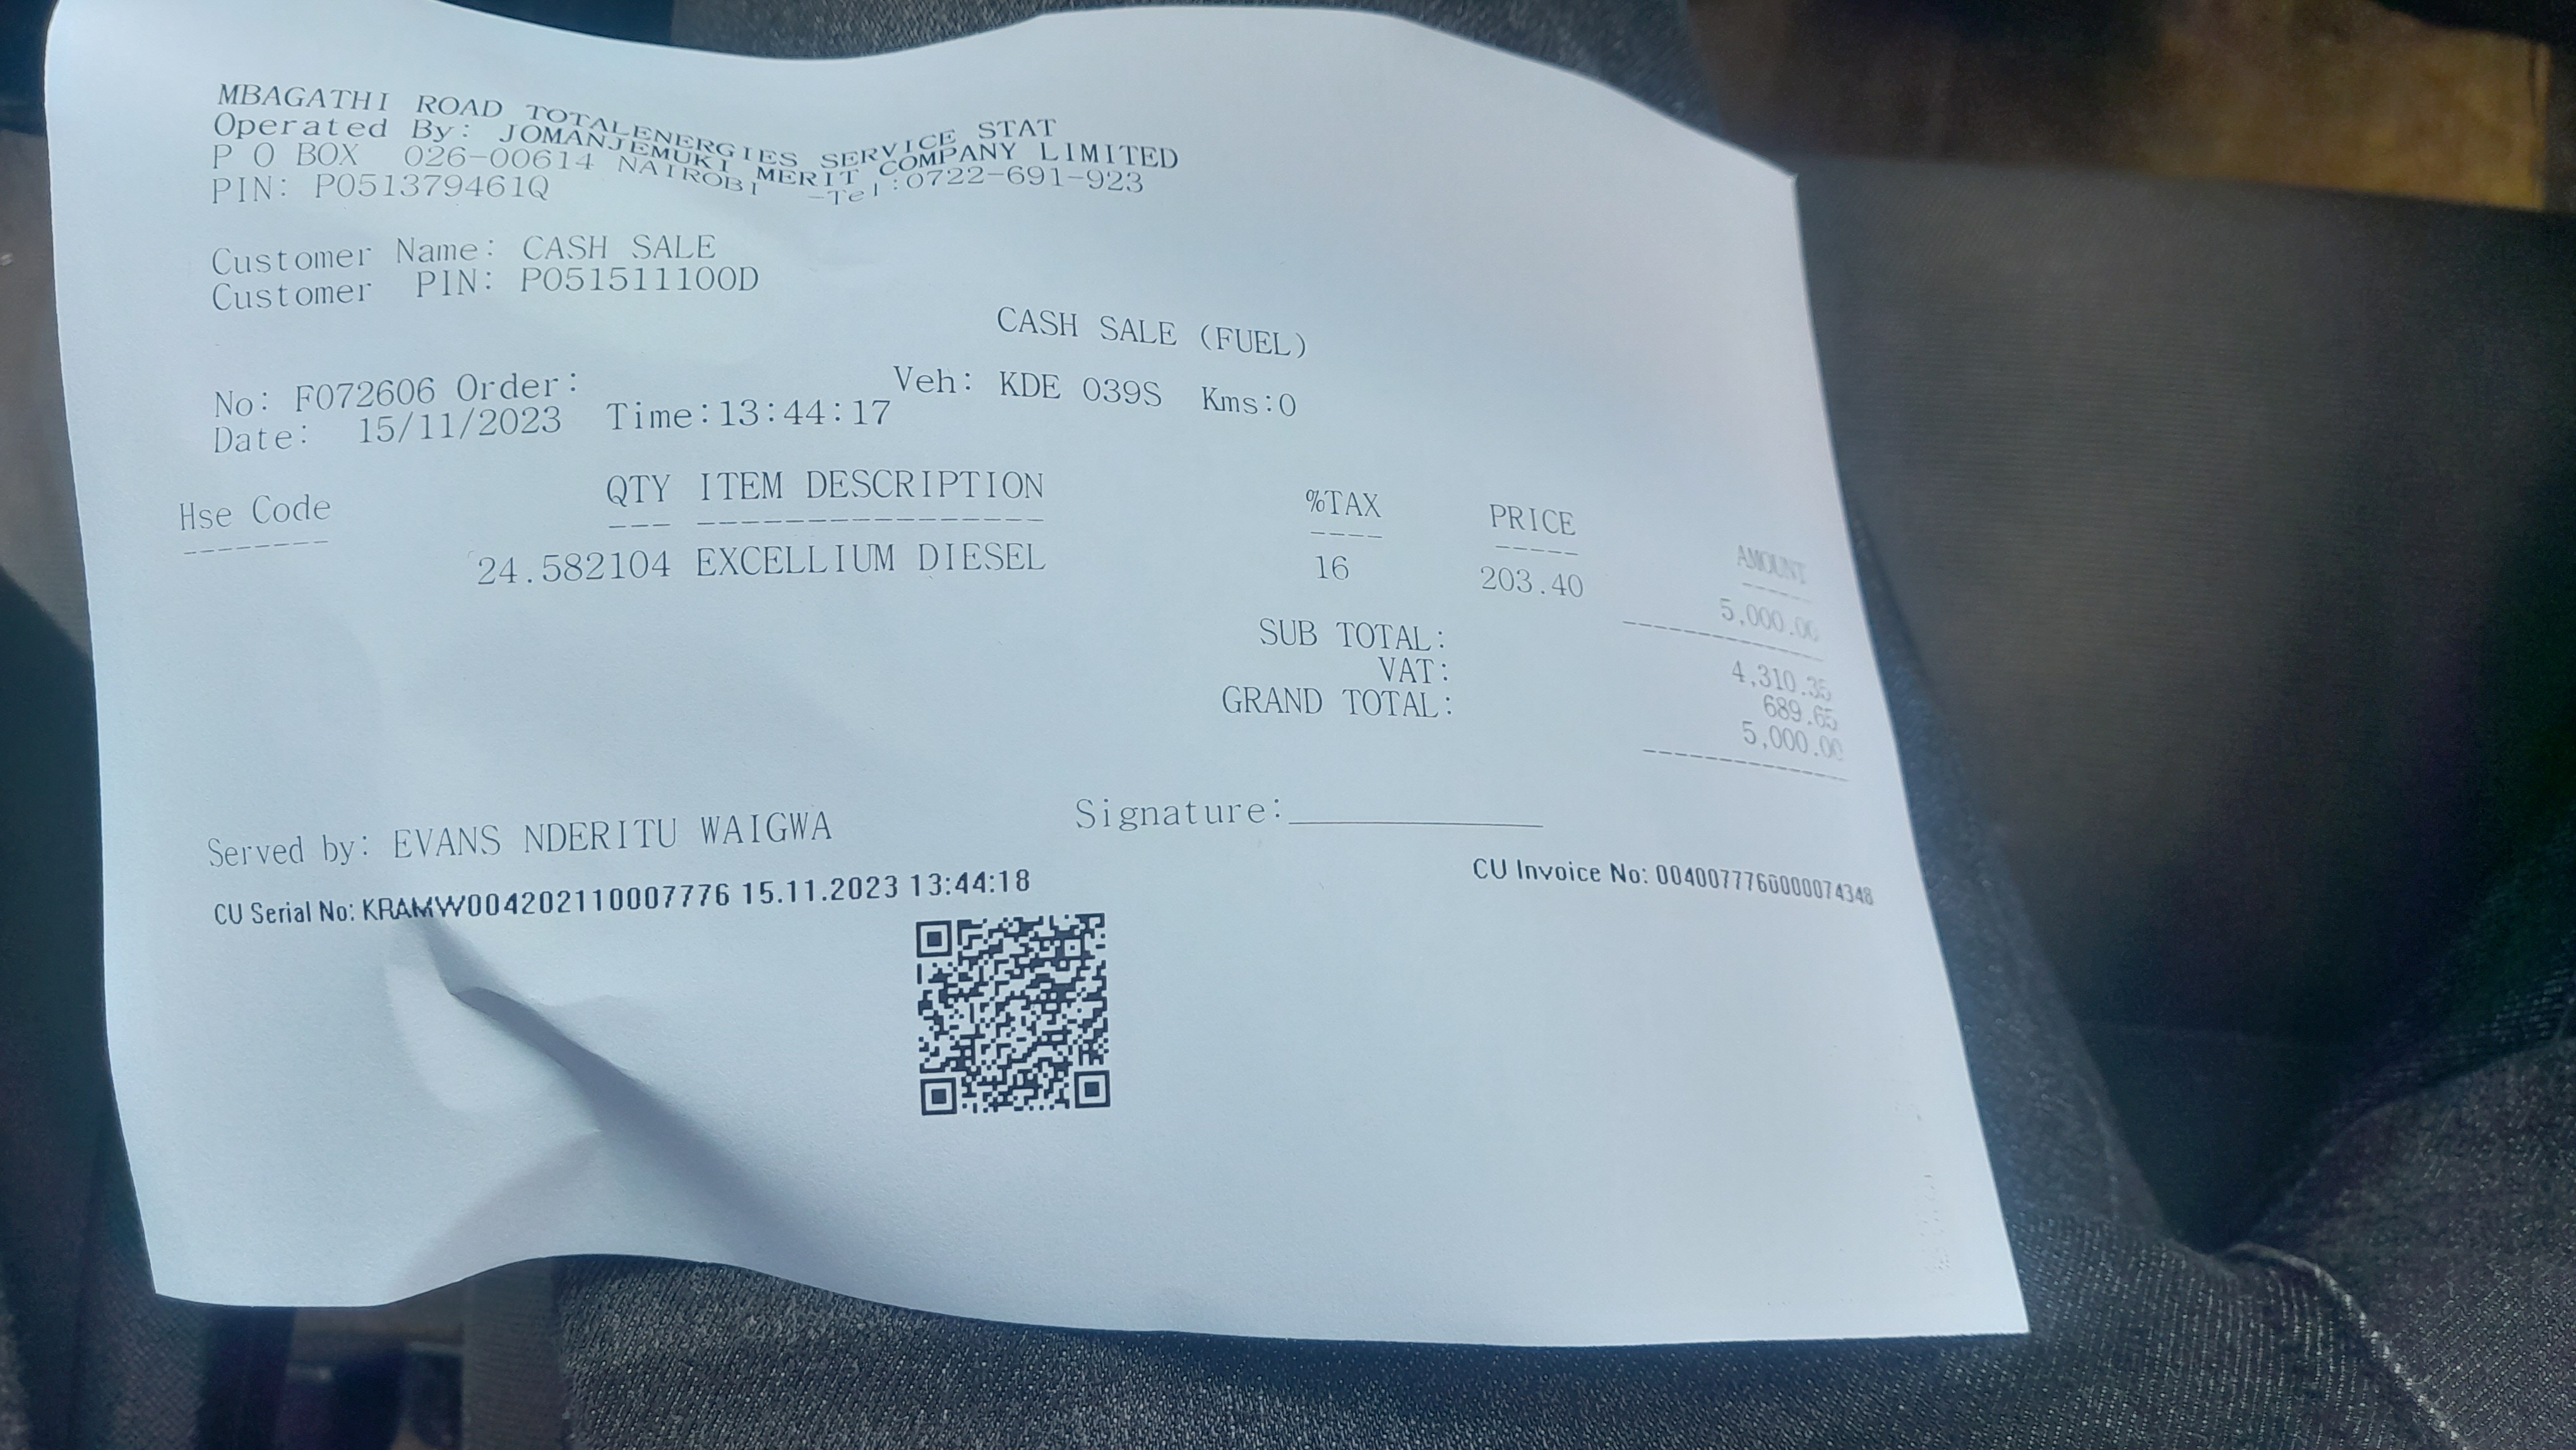 MBAGATHI ROAD TOTALENERGIES SERVICE STAT
Operated By: JOMANJEMUKI MERIT COMPANY LIMITED
P O BOX 026-00614 NAIROBI -Tel:0722-691-923
PIN: P051379461Q
Customer Name: CASH SALE
Customer PIN: P051511100D
CASH SALE (FUEL)
No: F072606 Order: Veh: KDE 039S Kms:0
Date: 15/11/2023 Time:13:44:17
Hse Code QTY ITEM DESCRIPTION %TAX PRICE AMOUNT
24.582104 EXCELLIUM DIESEL 16 203.40 5,000.00
SUB TOTAL: 4,310.35
VAT: 689.65
GRAND TOTAL: 5,000.00
Served by: EVANS NDERITU WAIGWA Signature:
CU Serial No: KRAMW004202110007776 15.11.2023 13:44:18 CU Invoice No: 0040077760000074348